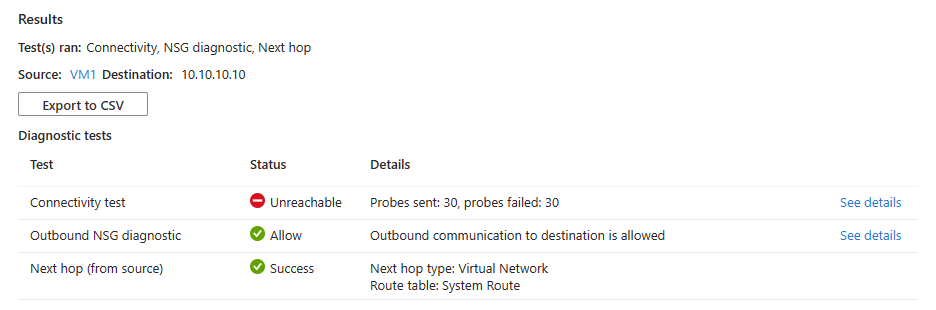 Results
Test(s) ran: Connectivity, NSG diagnostic, Next hop
Source: VM1 Destination: 10.10.10.10
Export to CSV
Diagnostic tests
Test Status Details
Connectivity test Unreachable Probes sent: 30, probes failed: 30 See details
Outbound NSG diagnostic Allow Outbound communication to destination is allowed See details
Next hop (from source) Success Next hop type: Virtual Network
Route table: System Route